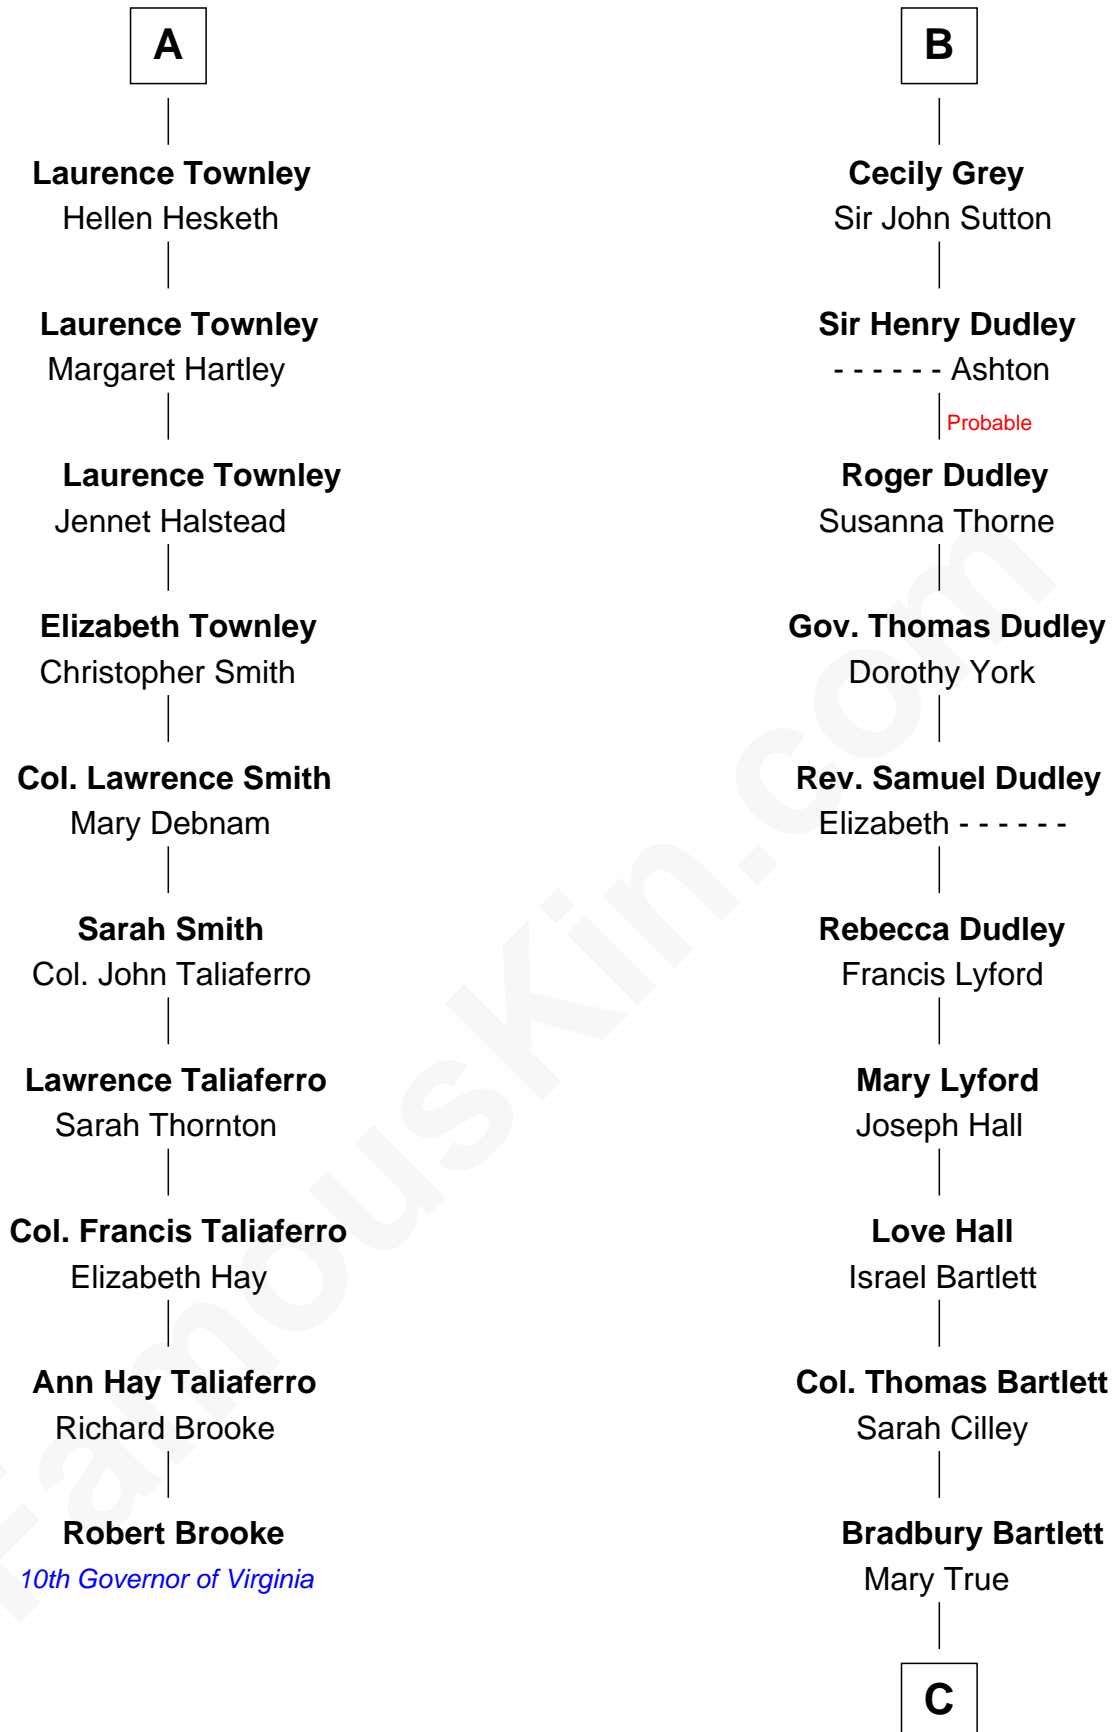 A
Laurence Townley
Hellen Hesketh
Laurence Townley
Margaret Hartley
Laurence Townley
Jennet Halstead
Elizabeth Townley
Christopher Smith
Col. Lawrence Smith
Mary Debnam
Sarah Smith
Col. John Taliaferro
Lawrence Taliaferro
Sarah Thornton
Col. Francis Taliaferro
Elizabeth Hay
Ann Hay Taliaferro
Richard Brooke
Robert Brooke
10th Governor of Virginia
B
Cecily Grey
Sir John Sutton
Sir Henry Dudley
- - - - - - Ashton
Probable
Roger Dudley
Susanna Thorne
Gov. Thomas Dudley
Dorothy York
Rev. Samuel Dudley
Elizabeth - - - - - -
Rebecca Dudley
Francis Lyford
Mary Lyford
Joseph Hall
Love Hall
Israel Bartlett
Col. Thomas Bartlett
Sarah Cilley
Bradbury Bartlett
Mary True
C
FamousKin.com